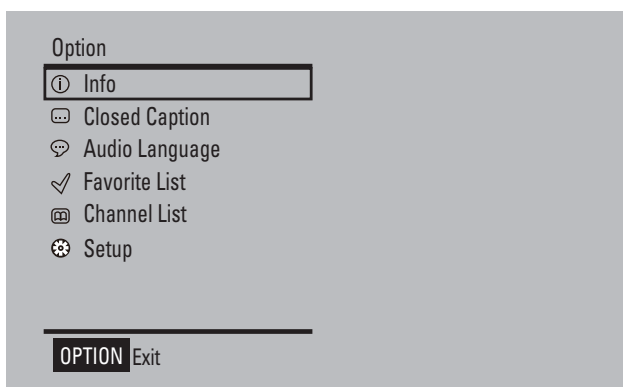 Option
Info
Closed Caption
Audio Language
Favorite List
Channel List
Setup
OPTION Exit